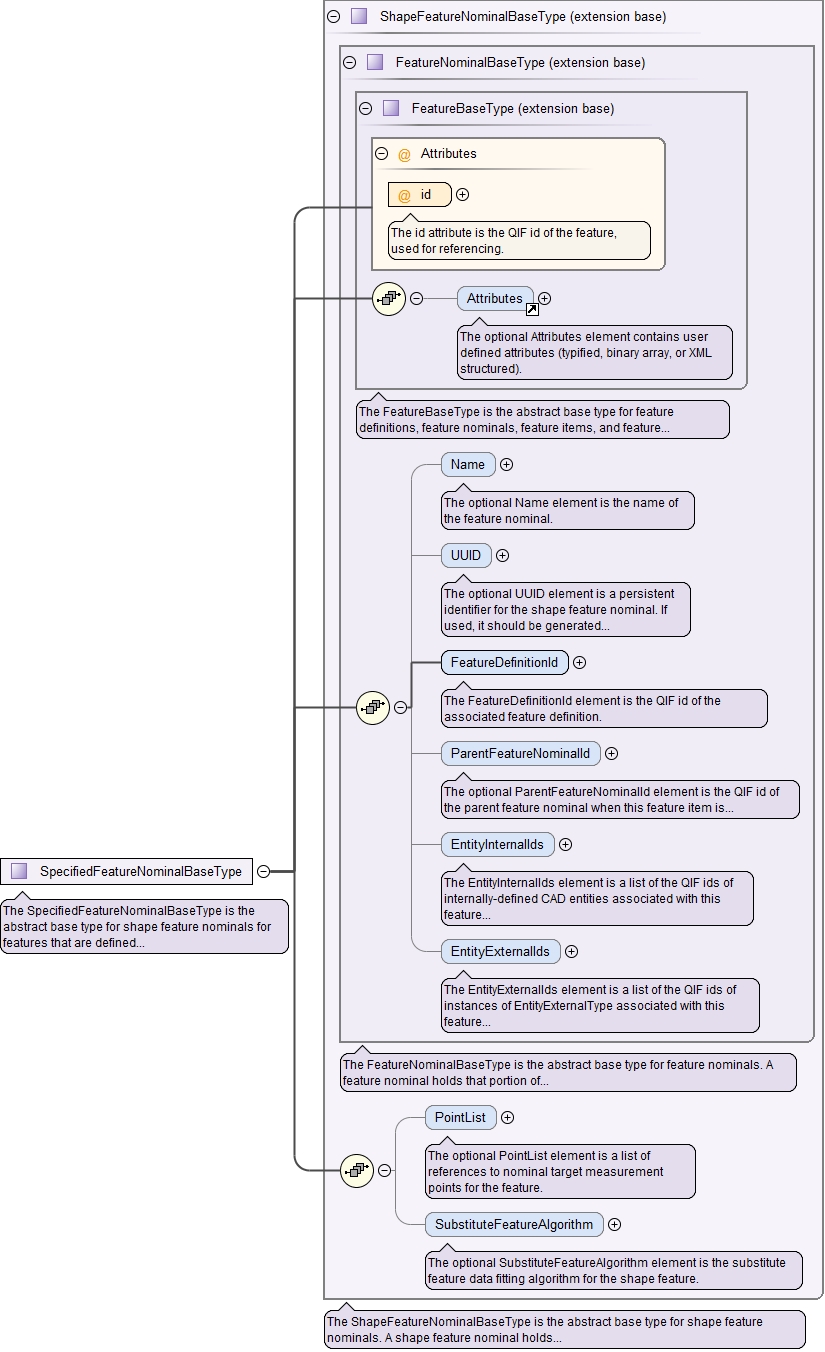 ShapeFeatureNominalBaseType (extension base)
FeatureNominalBaseType (extension base)
FeatureBaseType (extension base)
@ Attributes
@ id
The id attribute is the QIF id of the feature,
used for referencing.
Attributes
The optional Attributes element contains user
defined attributes (typified, binary array, or XML
structured).
The FeatureBaseType is the abstract base type for feature
definitions, feature nominals, feature items, and feature...
Name
The optional Name element is the name of
the feature nominal.
UUID
The optional UUID element is a persistent
identifier for the shape feature nominal. If
used, it should be generated...
FeatureDefinitionId
The FeatureDefinitionId element is the QIF id of the
associated feature definition.
ParentFeatureNominalId
The optional ParentFeatureNominalId element is the QIF id of
the parent feature nominal when this feature item is...
EntityInternalIds
The EntityInternalIds element is a list of the QIF ids of
internally-defined CAD entities associated with this
feature...
SpecifiedFeatureNominalBaseType
The SpecifiedFeatureNominalBaseType is the
abstract base type for shape feature nominals for
features that are defined...
EntityExternalIds
The EntityExternalIds element is a list of the QIF ids of
instances of EntityExternalType associated with this
feature...
The FeatureNominalBaseType is the abstract base type for feature nominals. A
feature nominal holds that portion of...
PointList
The optional PointList element is a list of
references to nominal target measurement
points for the feature.
SubstituteFeatureAlgorithm
The optional SubstituteFeatureAlgorithm element is the substitute
feature data fitting algorithm for the shape feature.
The ShapeFeatureNominalBaseType is the abstract base type for shape feature
nominals. A shape feature nominal holds...